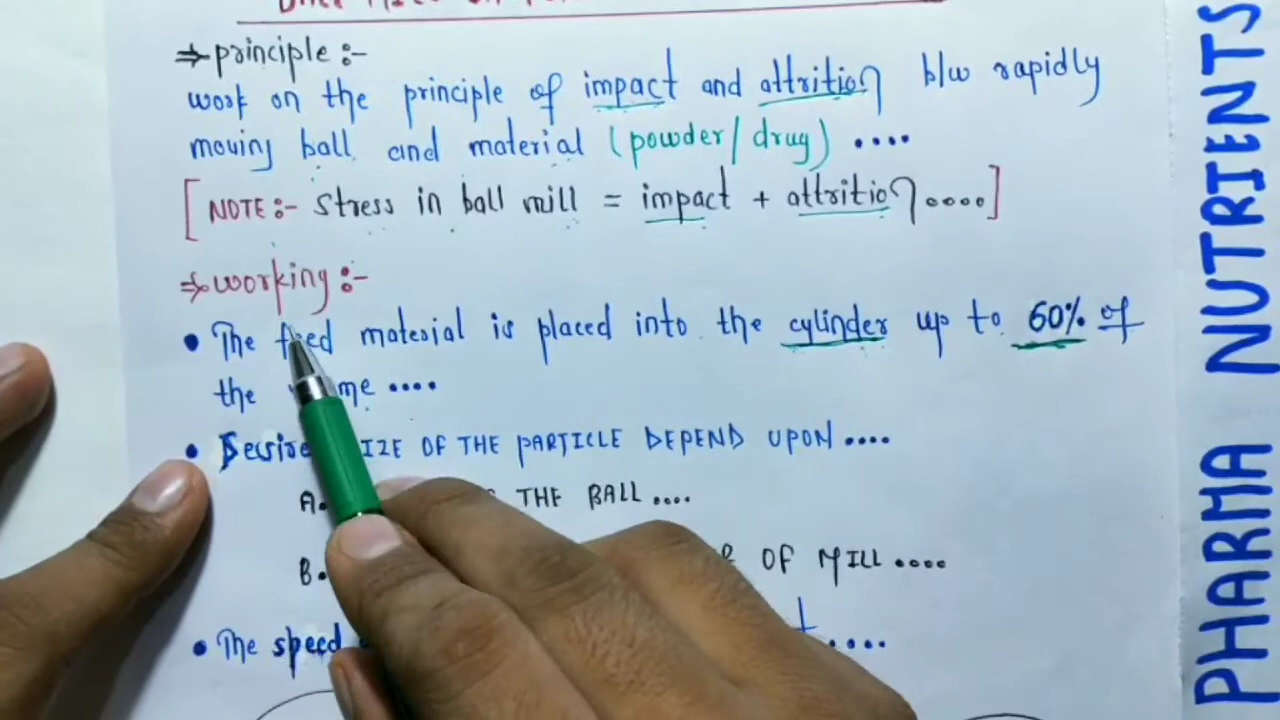 ⇒ principle :-
work on the principle of impact and attrition b/w rapidly
moving ball and material (powder/drug) ....
[NOTE:- Stress in ball mill = impact + attrition....]
⇒ working :-
• The feed material is placed into the cylinder up to 60% of
the ....
• SIZE OF THE PARTICLE DEPEND UPON ....
A. THE BALL ....
B. OF MILL ....
• The speed ....
PHARMA NUTRIENTS